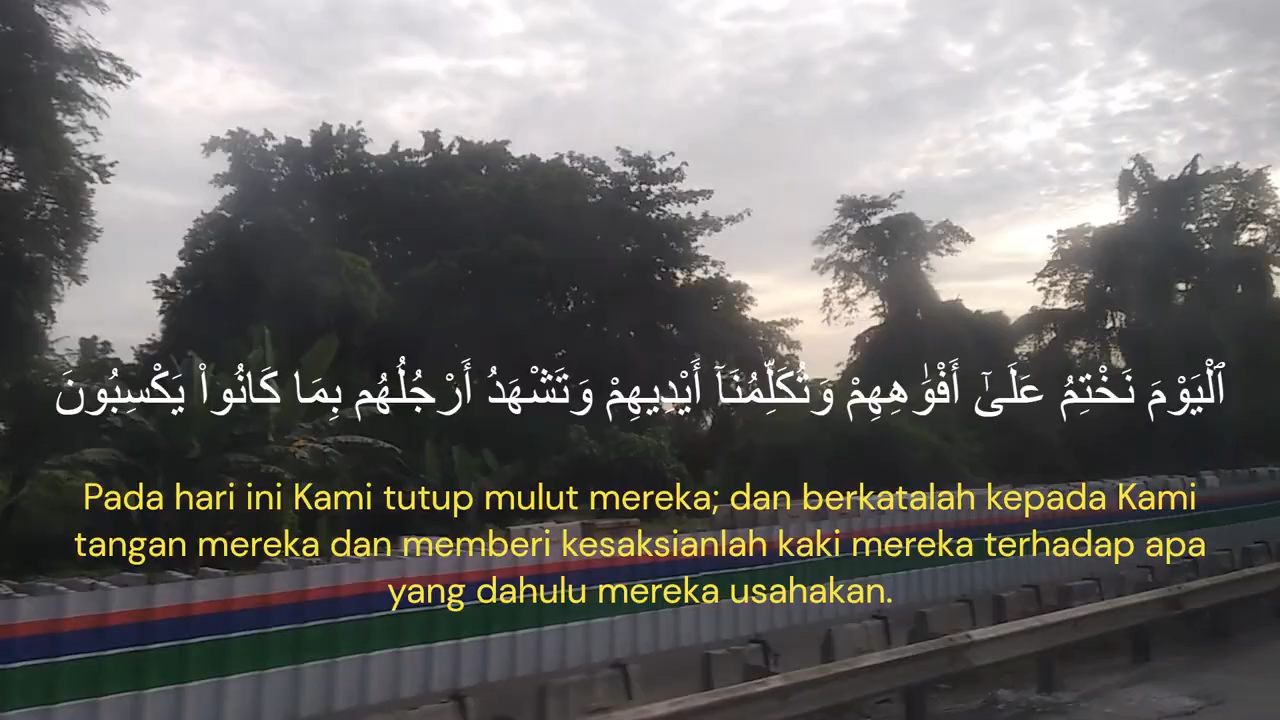 ٱلْيَوْمَ نَخْتِمُ عَلَىٰٓ أَفْوَٰهِهِمْ وَتُكَلِّمُنَآ أَيْدِيهِمْ وَتَشْهَدُ أَرْجُلُهُم بِمَا كَانُوا۟ يَكْسِبُونَ
Pada hari ini Kami tutup mulut mereka; dan berkatalah kepada Kami
tangan mereka dan memberi kesaksianlah kaki mereka terhadap apa
yang dahulu mereka usahakan.